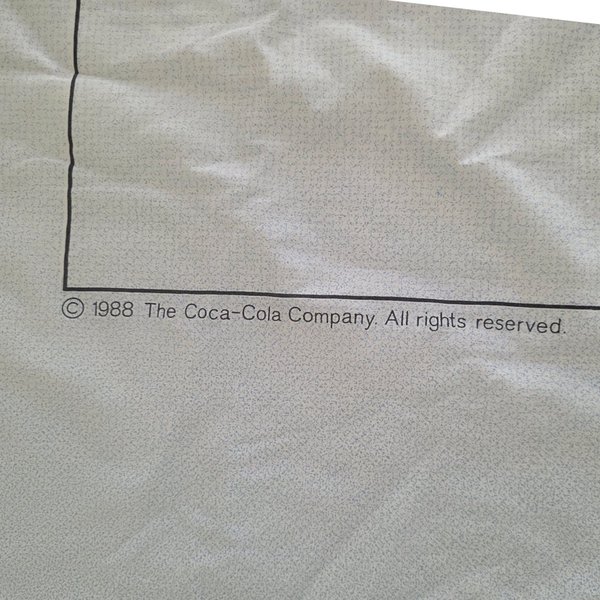 © 1988 The Coca-Cola Company. All rights reserved.